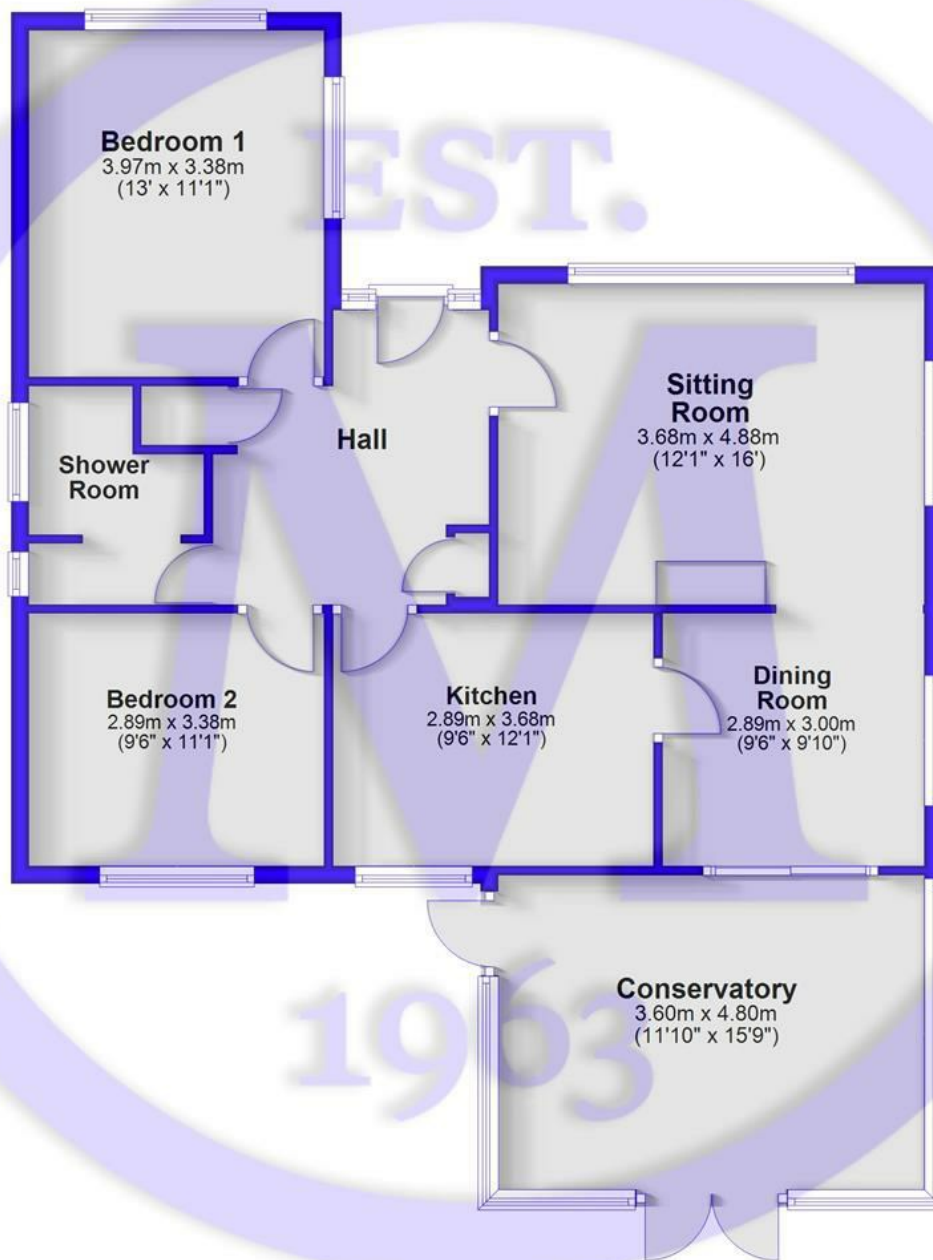 EST.
Bedroom 1
3.97m x 3.38m
(13' x 11'1")
Sitting
Room
3.68m x 4.88m
(12'1" x 16')
Hall
Shower
Room
M
Bedroom 2
2.89m x 3.38m
(9'6" x 11'1")
Kitchen
2.89m x 3.68m
(9'6" x 12'1")
Dining
Room
2.89m x 3.00m
(9'6" x 9'10")
Conservatory
3.60m x 4.80m
(11'10" x 15'9")
1963